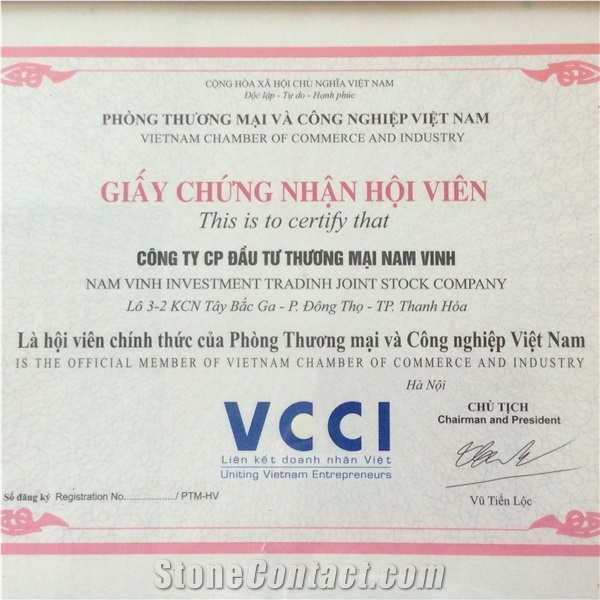 CỘNG HÒA XÃ HỘI CHỦ NGHĨA VIỆT NAM
Độc lập - Tự do - Hạnh phúc
PHÒNG THƯƠNG MẠI VÀ CÔNG NGHIỆP VIỆT NAM
VIETNAM CHAMBER OF COMMERCE AND INDUSTRY
GIẤY CHỨNG NHẬN HỘI VIÊN
This is to certify that
CÔNG TY CP ĐẦU TƯ THƯƠNG MẠI NAM VINH
NAM VINH INVESTMENT TRADINH JOINT STOCK COMPANY
Lô 3-2 KCN Tây Bắc Ga - P. Đông Thọ - TP. Thanh Hóa
Là hội viên chính thức của Phòng Thương mại và Công nghiệp Việt Nam
IS THE OFFICIAL MEMBER OF VIETNAM CHAMBER OF COMMERCE AND INDUSTRY
Hà Nội
CHỦ TỊCH
Chairman and President
VCCI
Liên kết doanh nhân Việt
Uniting Vietnam Entrepreneurs
Số đăng ký Registration No..................../ PTM-HV
Vũ Tiến Lộc
StoneContact.com